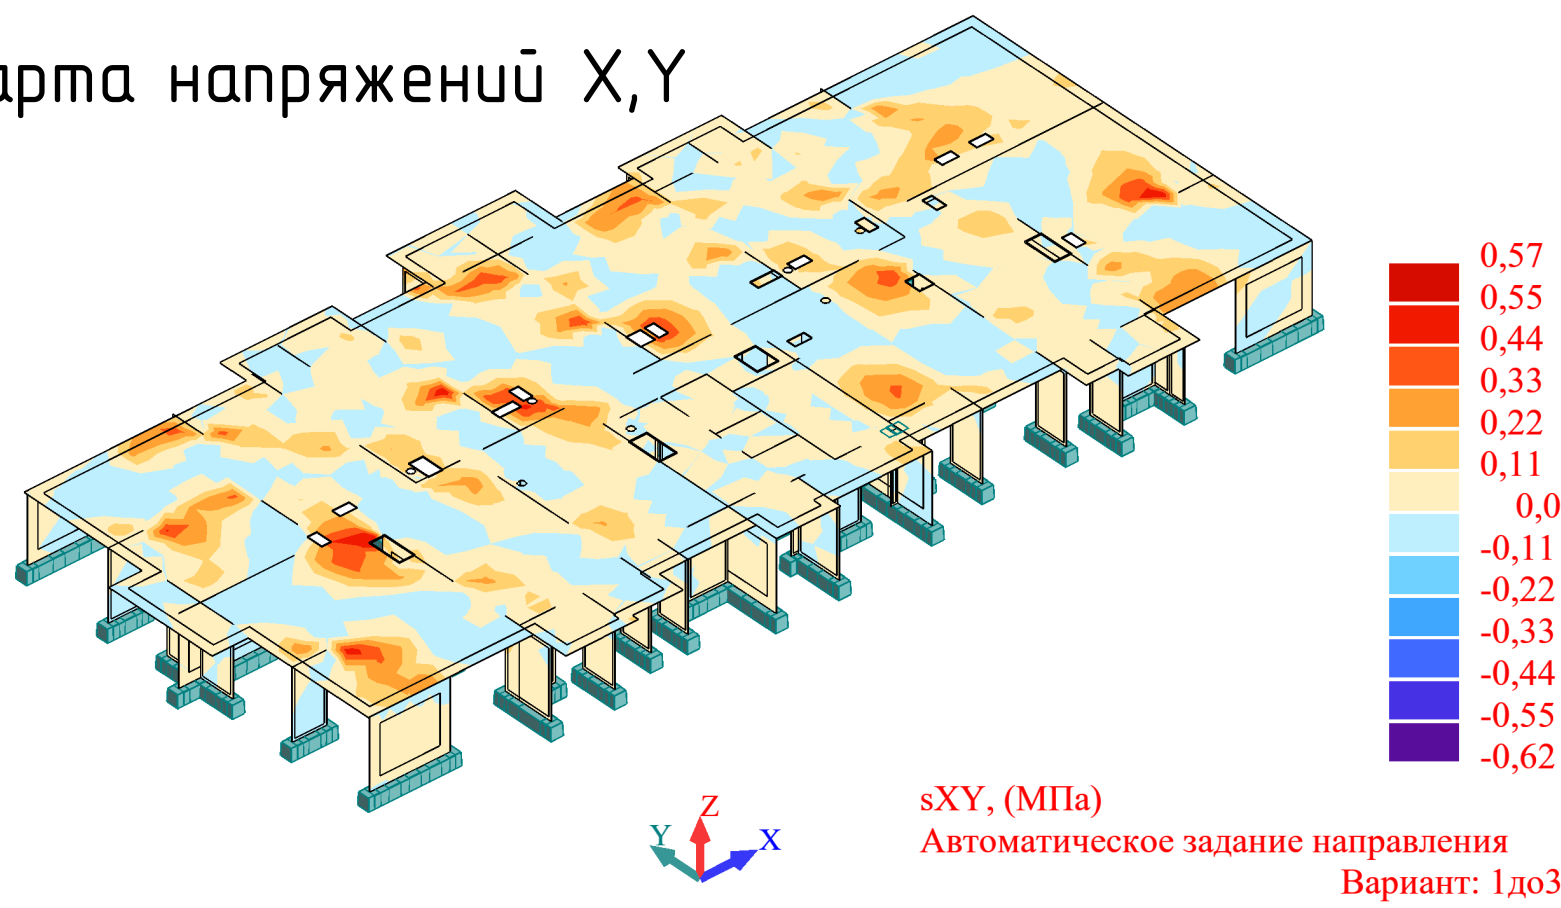 арта напряжений X,Y
0,57
0,55
0,44
0,33
0,22
0,11
0,0
-0,11
-0,22
-0,33
-0,44
-0,55
-0,62
Z
Y
X
sXY, (МПа)
Автоматическое задание направления
Вариант: 1до3